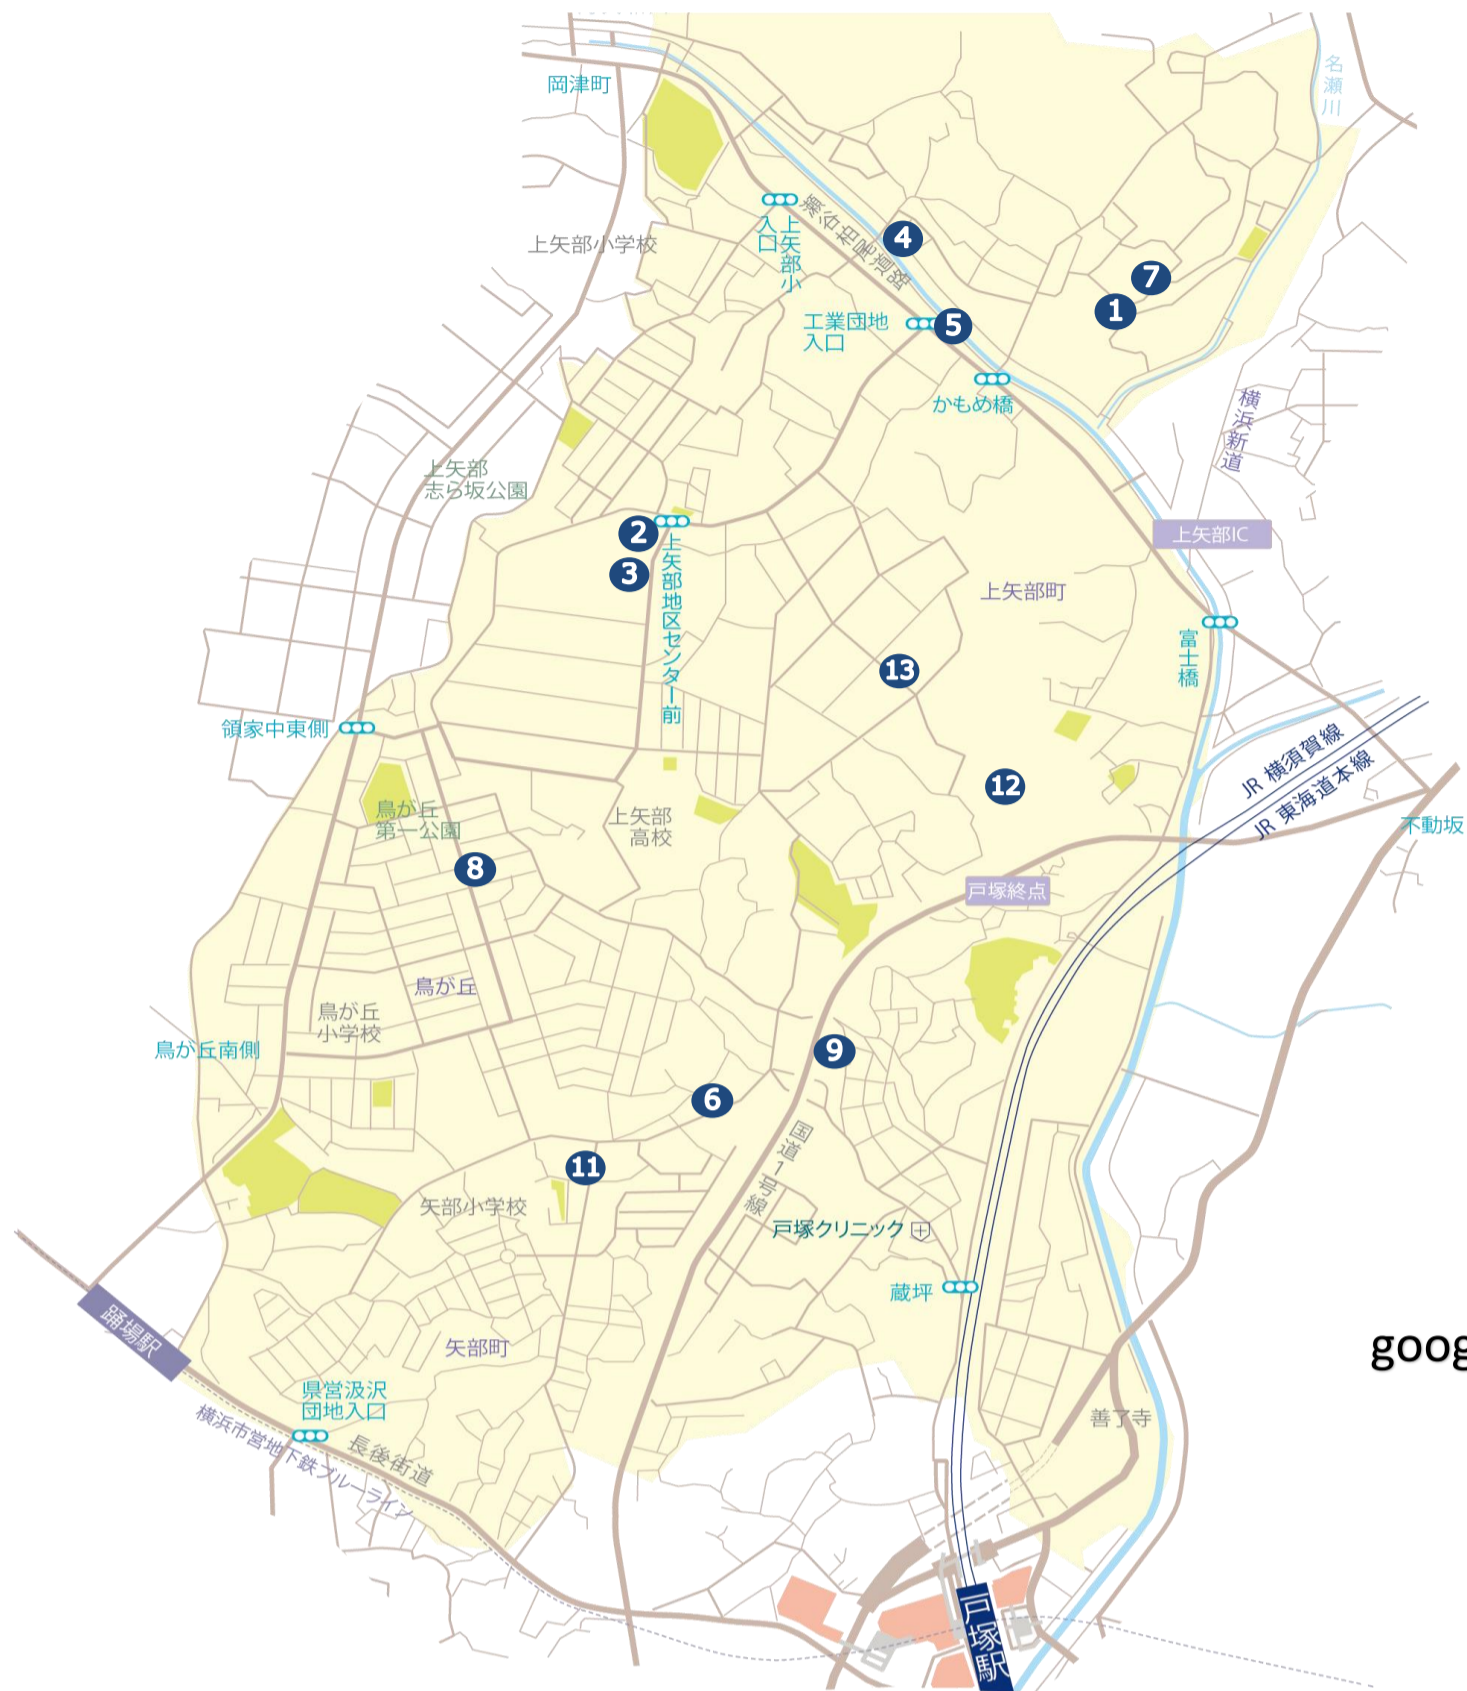 岡津町
名瀬川
上矢部小学校
上矢部小
入口
瀬谷柏尾道路
4
7
1
工業団地
入口
5
かもめ橋
横浜新道
上矢部
志ら坂公園
2
3
上矢部地区センター前
上矢部IC
上矢部町
富士橋
13
領家中東側
JR 横須賀線
JR 東海道本線
12
鳥が丘
第一公園
上矢部
高校
不動坂
8
戸塚終点
鳥が丘
鳥が丘
小学校
鳥が丘南側
9
6
国道1号線
11
矢部小学校
戸塚クリニック
蔵坪
踊場駅
矢部町
goog
県営汲沢
団地入口
横浜市営地下鉄ブルーライン
長後街道
善了寺
戸塚駅